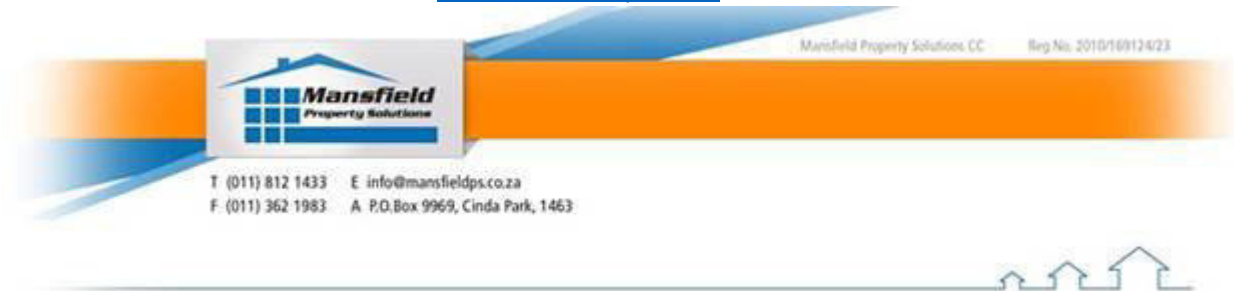 Mansfield Property Solutions CC Reg No. 2010/169124/23
Mansfield
Property Solutions
T (011) 812 1433 E info@mansfieldps.co.za
F (011) 362 1983 A P.O.Box 9969, Cinda Park, 1463